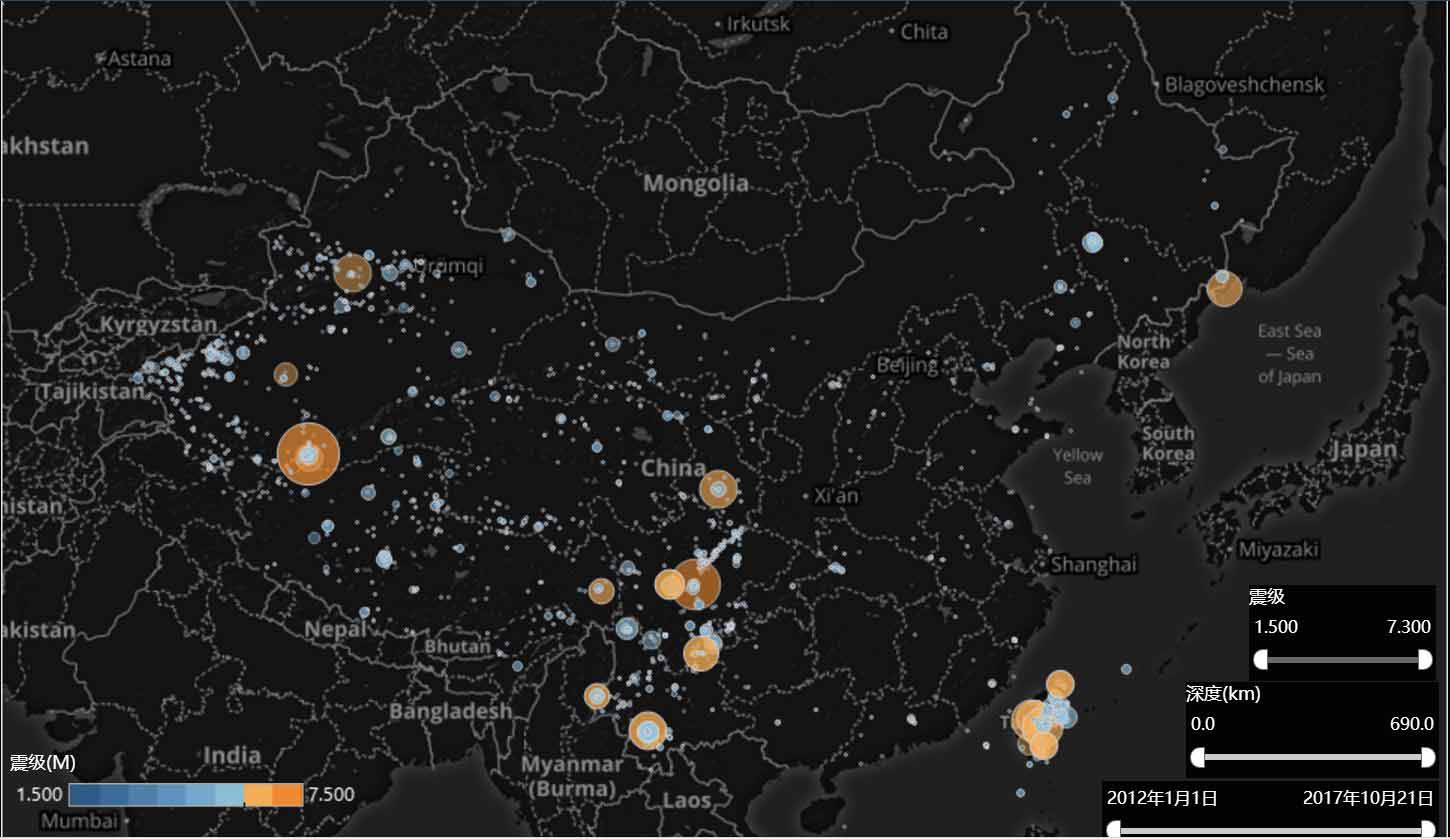 Irkutsk
Chita
Astana
Blagoveshchensk
akhstan
Mongolia
Ürümqi
Kyrgyzstan
Tajikistan
Beijing
North
Korea
East Sea
— Sea
of Japan
South
Korea
Japan
Yellow
Sea
China
Xi'an
nistan
Miyazaki
Shanghai
akistan
Nepal
Bhutan
Bangladesh
India
Myanmar
(Burma)
Laos
Mumbai
T
震级
1.500 7.300
深度(km)
0.0 690.0
2012年1月1日 2017年10月21日
震级(M)
1.500 7.500